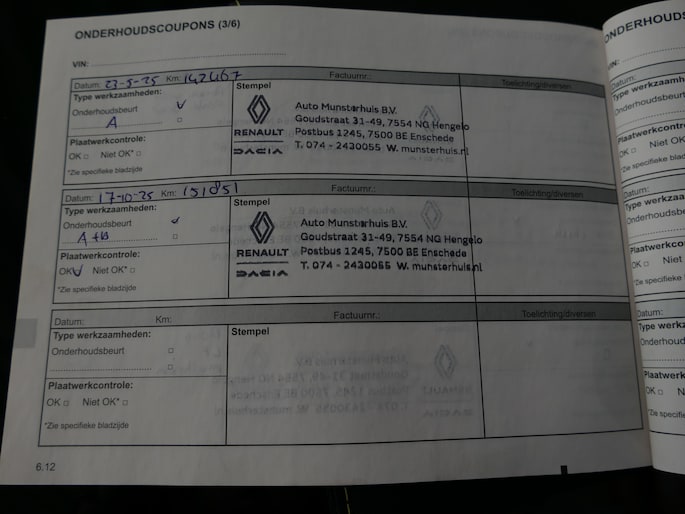 ONDERHOUDSCOUPONS (3/6)
VIN:
Datum: 23-5-25 Km: 142467 Factuurnr.: Toelichting/diversen
Type werkzaamheden: Stempel
Onderhoudsbeurt ✓
A
Plaatwerkcontrole:
OK □ Niet OK* □
*Zie specifieke bladzijde
RENAULT
DACIA
Auto Munsterhuis B.V.
Goudstraat 31-49, 7554 NG Hengelo
Postbus 1245, 7500 BE Enschede
T. 074 - 2430055 W. munsterhuis.nl
Datum: 17-10-25 Km: 151851 Factuurnr.: Toelichting/diversen
Type werkzaamheden: Stempel
Onderhoudsbeurt ✓
A+B
Plaatwerkcontrole:
OK ✓ Niet OK* □
*Zie specifieke bladzijde
RENAULT
DACIA
Auto Munsterhuis B.V.
Goudstraat 31-49, 7554 NG Hengelo
Postbus 1245, 7500 BE Enschede
T. 074 - 2430055 W. munsterhuis.nl
Datum: Km: Factuurnr.: Toelichting/diversen
Type werkzaamheden: Stempel
Onderhoudsbeurt □
Plaatwerkcontrole:
OK □ Niet OK* □
*Zie specifieke bladzijde
6.12